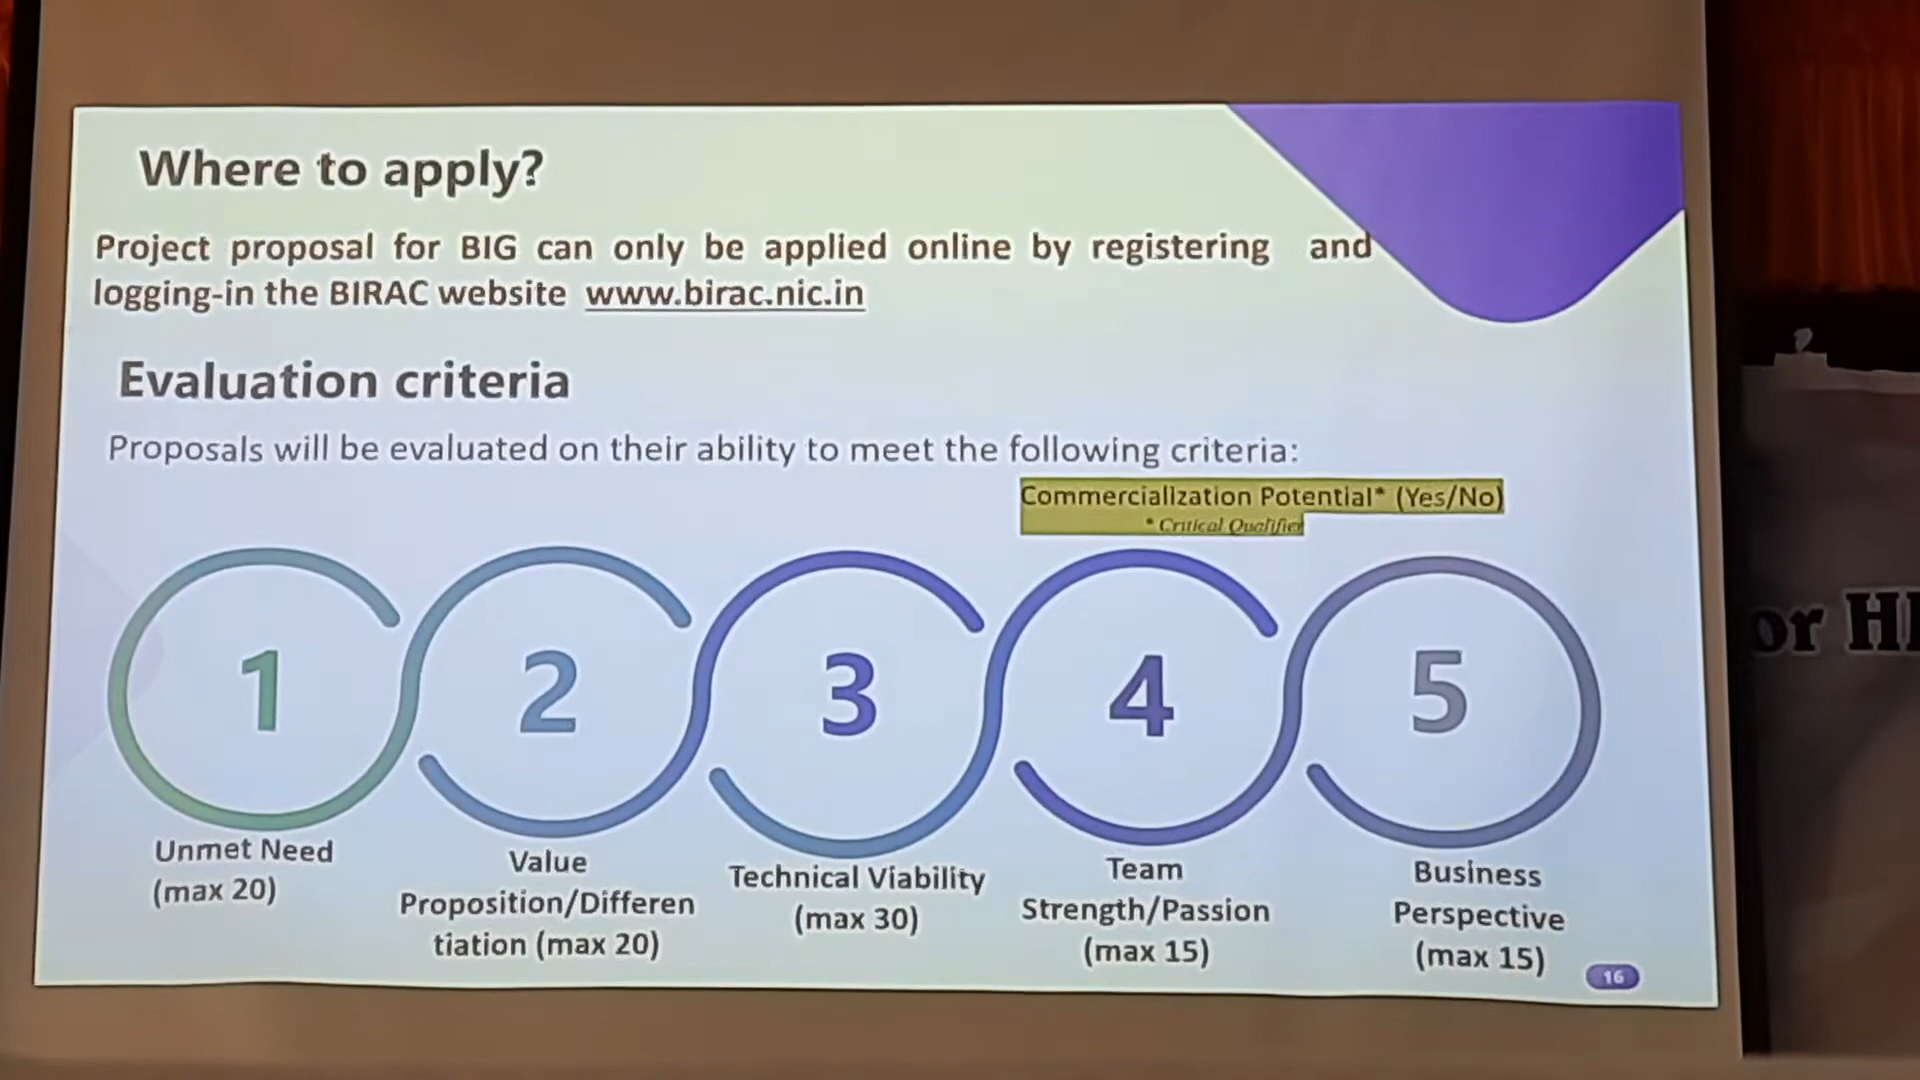 Where to apply?
Project proposal for BIG can only be applied online by registering and
logging-in the BIRAC website www.birac.nic.in
Evaluation criteria
Proposals will be evaluated on their ability to meet the following criteria:
Commercialization Potential* (Yes/No)
* Critical Qualifier
1
2
3
4
5
Unmet Need
(max 20)
Value
Proposition/Differen
tiation (max 20)
Technical Viability
(max 30)
Team
Strength/Passion
(max 15)
Business
Perspective
(max 15)
16
or